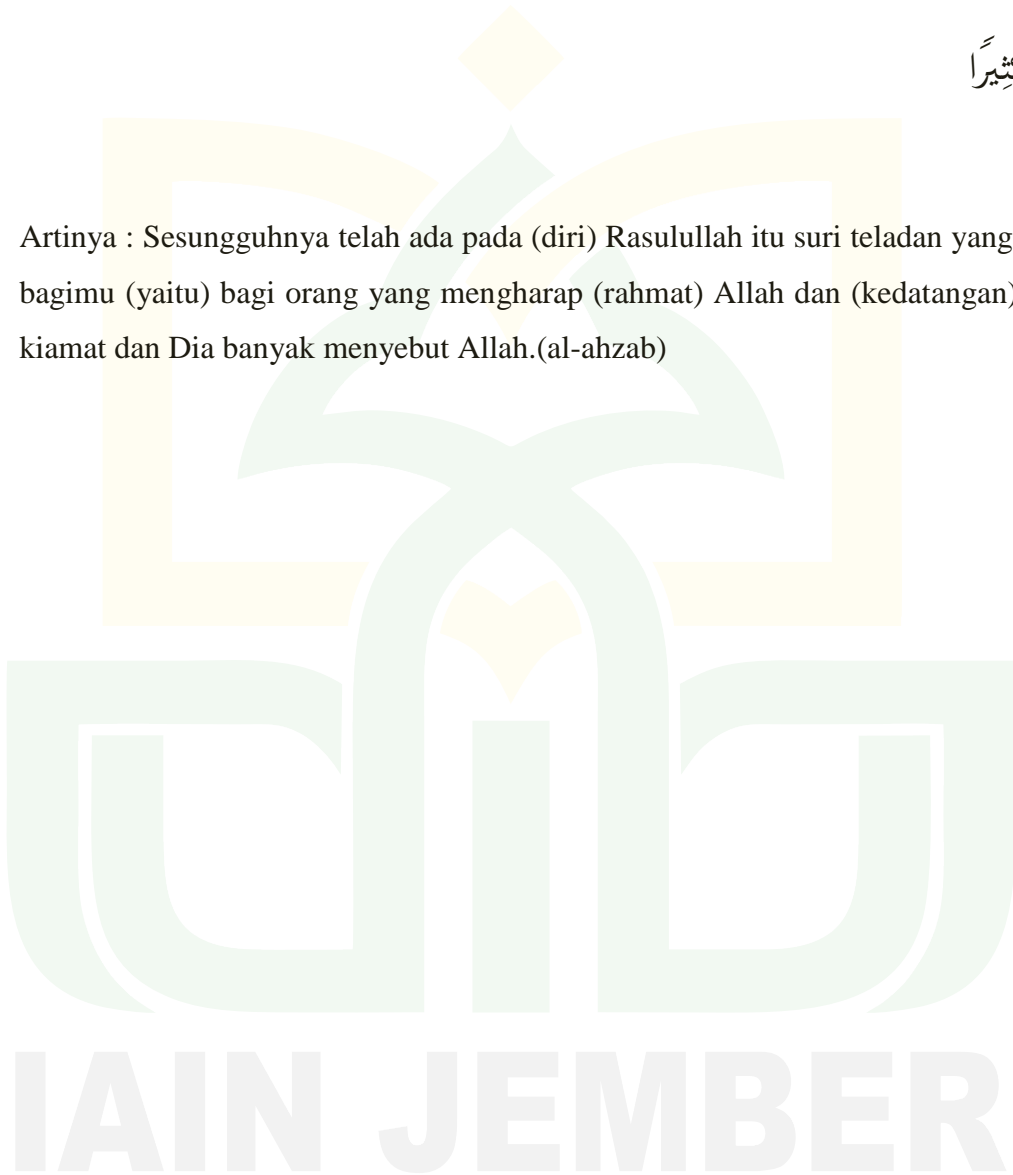 Artinya : Sesungguhnya telah ada pada (diri) Rasulullah itu suri teladan yang
bagimu (yaitu) bagi orang yang mengharap (rahmat) Allah dan (kedatangan)
kiamat dan Dia banyak menyebut Allah.(al-ahzab)
IAIN JEMBER